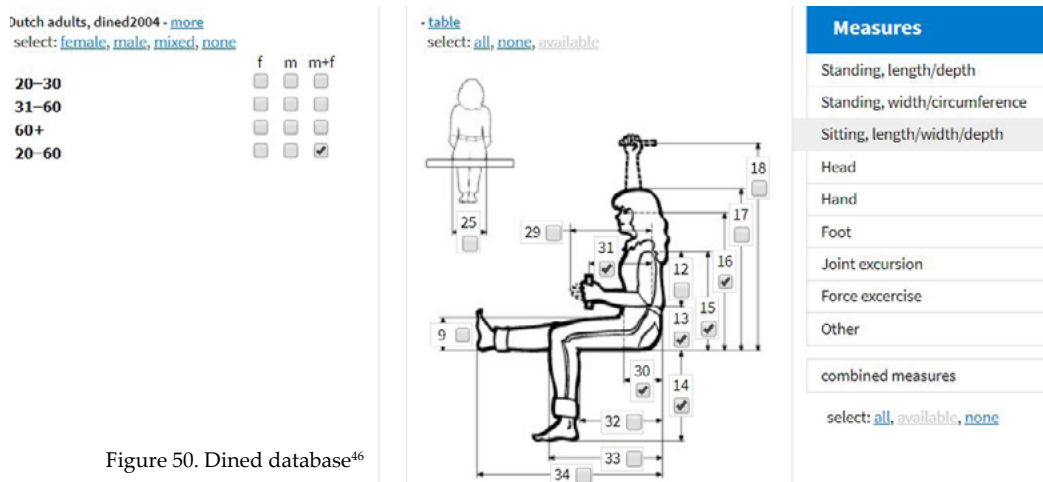 Dutch adults, dined2004 - more
select: female, male, mixed, none
f m m+f
20–30
31–60
60+
20–60
- table
select: all, none, available
25
29
31
12
18
17
16
15
13
9
30
14
32
33
34
Measures
Standing, length/depth
Standing, width/circumference
Sitting, length/width/depth
Head
Hand
Foot
Joint excursion
Force excercise
Other
combined measures
select: all, available, none
Figure 50. Dined database46